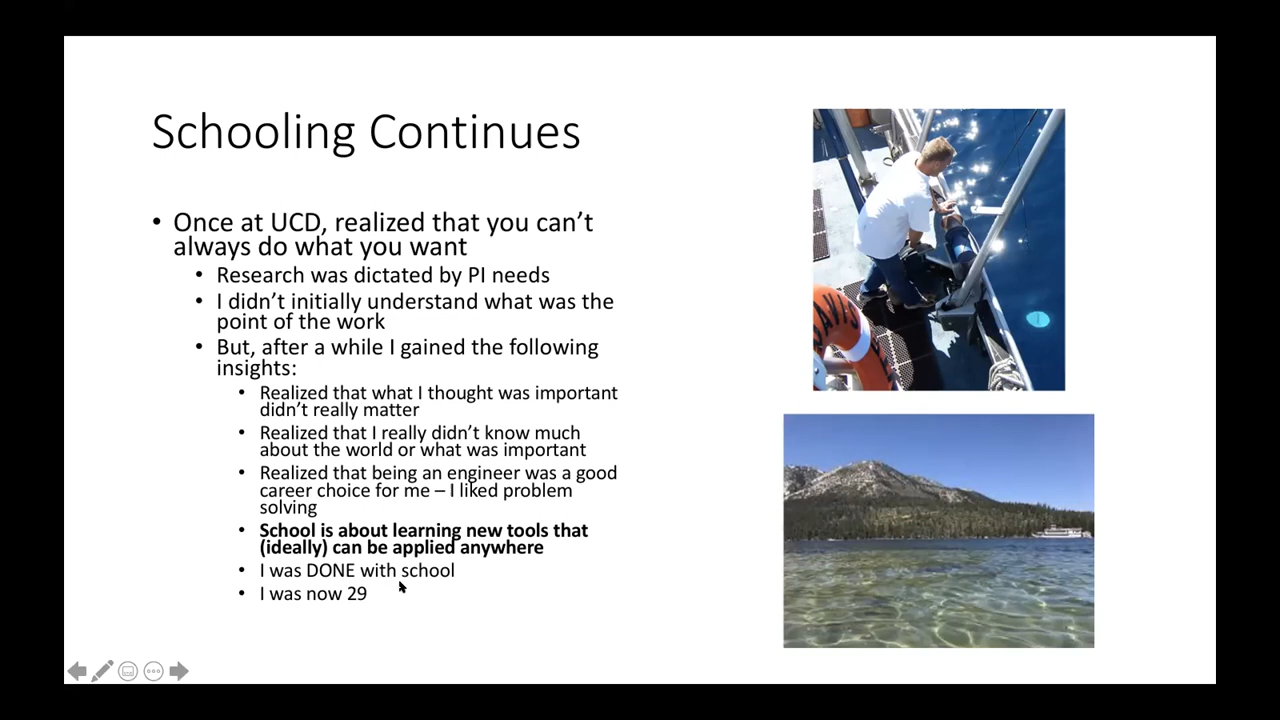 Schooling Continues
• Once at UCD, realized that you can’t
always do what you want
• Research was dictated by PI needs
• I didn’t initially understand what was the
point of the work
• But, after a while I gained the following
insights:
• Realized that what I thought was important
didn’t really matter
• Realized that I really didn’t know much
about the world or what was important
• Realized that being an engineer was a good
career choice for me – I liked problem
solving
• School is about learning new tools that
(ideally) can be applied anywhere
• I was DONE with school
• I was now 29
DAVIS